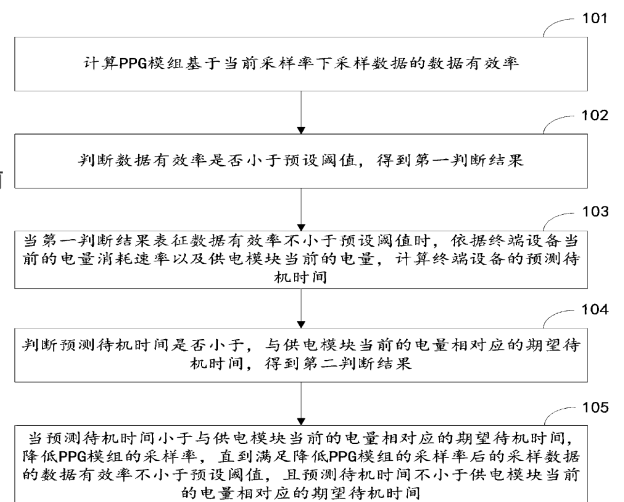 101
计算PPG模组基于当前采样率下采样数据的数据有效率
102
判断数据有效率是否小于预设阈值，得到第一判断结果
103
当第一判断结果表征数据有效率不小于预设阈值时，依据终端设备当
前的电量消耗速率以及供电模块当前的电量，计算终端设备的预测待
机时间
104
判断预测待机时间是否小于，与供电模块当前的电量相对应的期望待
机时间，得到第二判断结果
105
当预测待机时间小于与供电模块当前的电量相对应的期望待机时间，
降低PPG模组的采样率，直到满足降低PPG模组的采样率后的采样数据
的数据有效率不小于预设阈值，且预测待机时间不小于供电模块当前
的电量相对应的期望待机时间